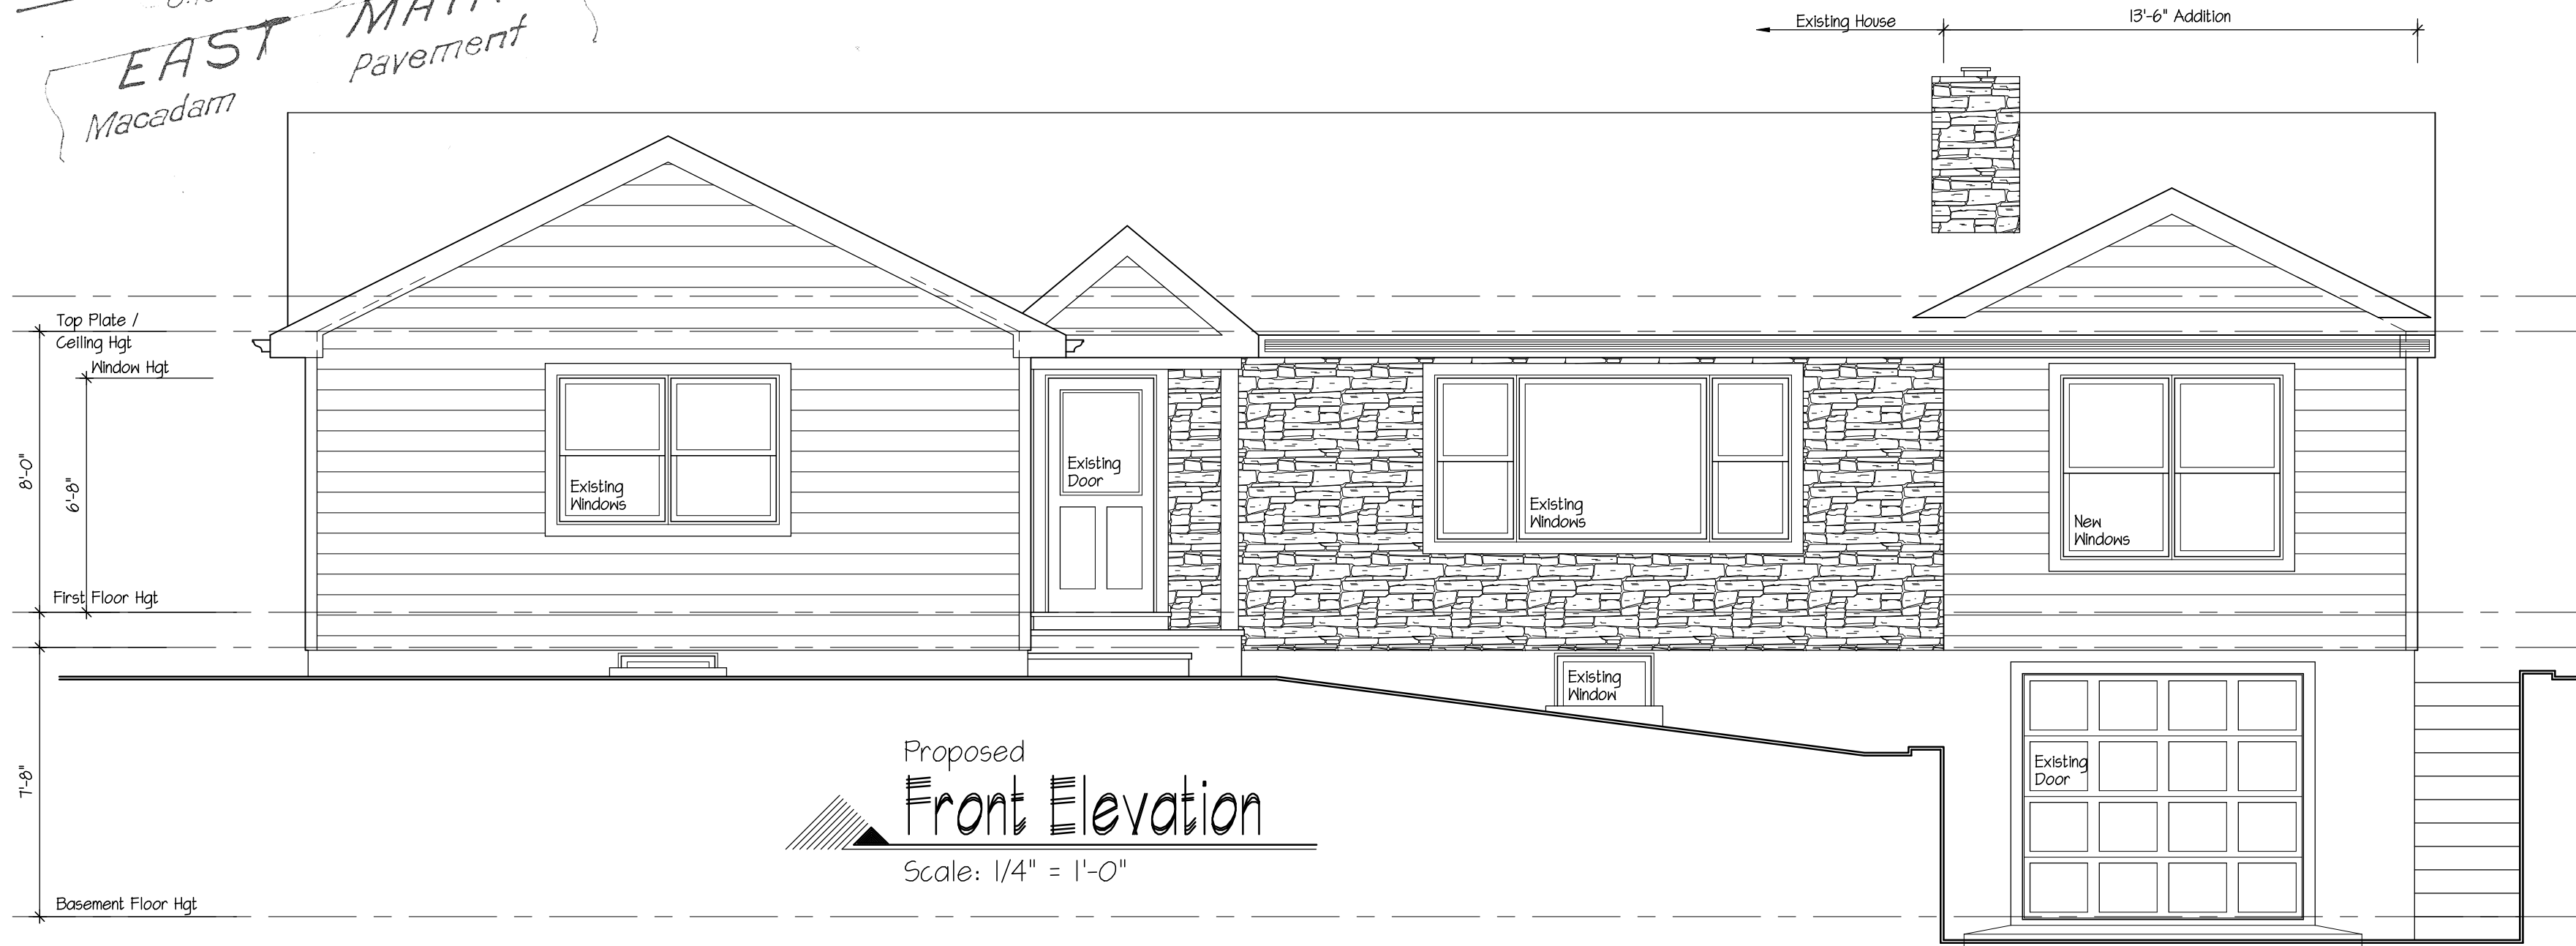 EAST
Macadam
Pavement
Existing House
13'-6" Addition
Top Plate /
Ceiling Hgt
Window Hgt
8'-0"
6'-8"
First Floor Hgt
7'-8"
Basement Floor Hgt
Existing
Windows
Existing
Door
Existing
Windows
New
Windows
Existing
Window
Existing
Door
Proposed
Front Elevation
Scale: 1/4" = 1'-0"